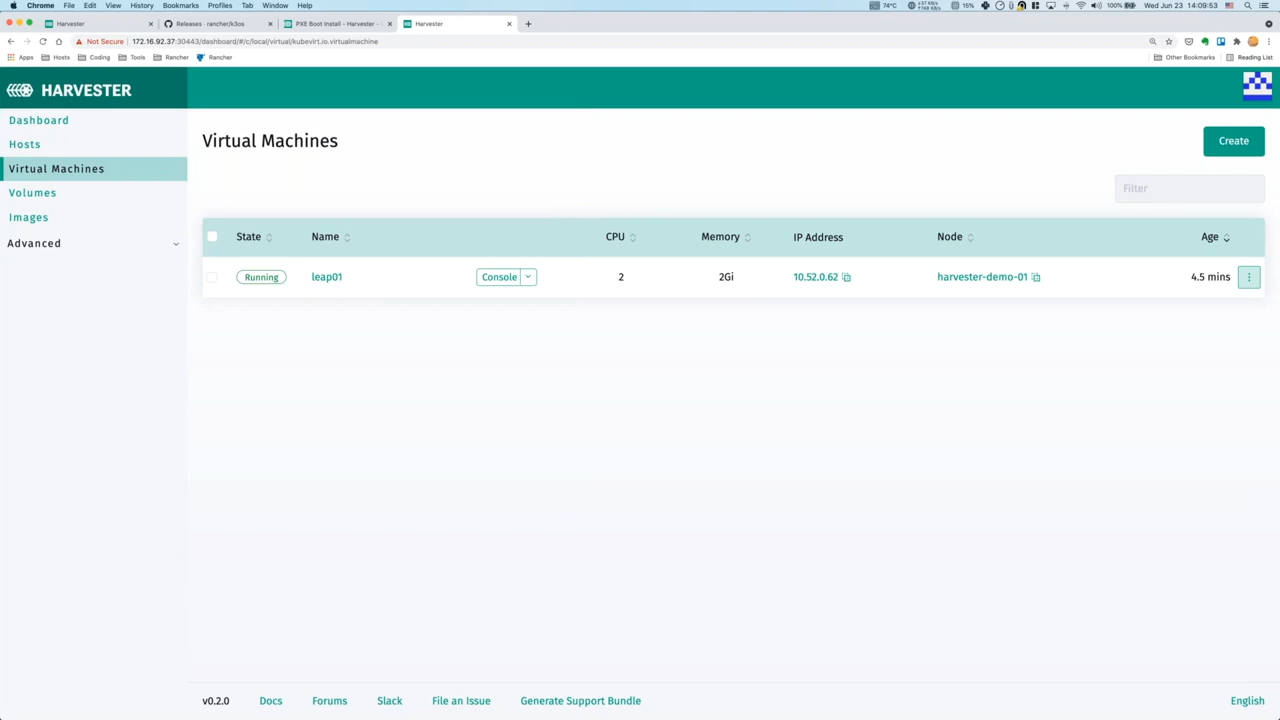 Chrome File Edit View History Bookmarks Profiles Tab Window Help
74°C 15% 100% Wed Jun 23 14:09:53
Harvester
Releases · rancher/k3os
PXE Boot Install - Harvester -
Harvester
Not Secure 172.16.92.37:30443/dashboard/#/c/local/virtual/kubevirt.io.virtualmachine
Apps Hosts Coding Tools Rancher Rancher Other Bookmarks Reading List
HARVESTER
Dashboard
Hosts
Virtual Machines
Volumes
Images
Advanced
Virtual Machines
Create
Filter
State Name CPU Memory IP Address Node Age
Running leap01 Console 2 2Gi 10.52.0.62 harvester-demo-01 4.5 mins
v0.2.0 Docs Forums Slack File an Issue Generate Support Bundle English